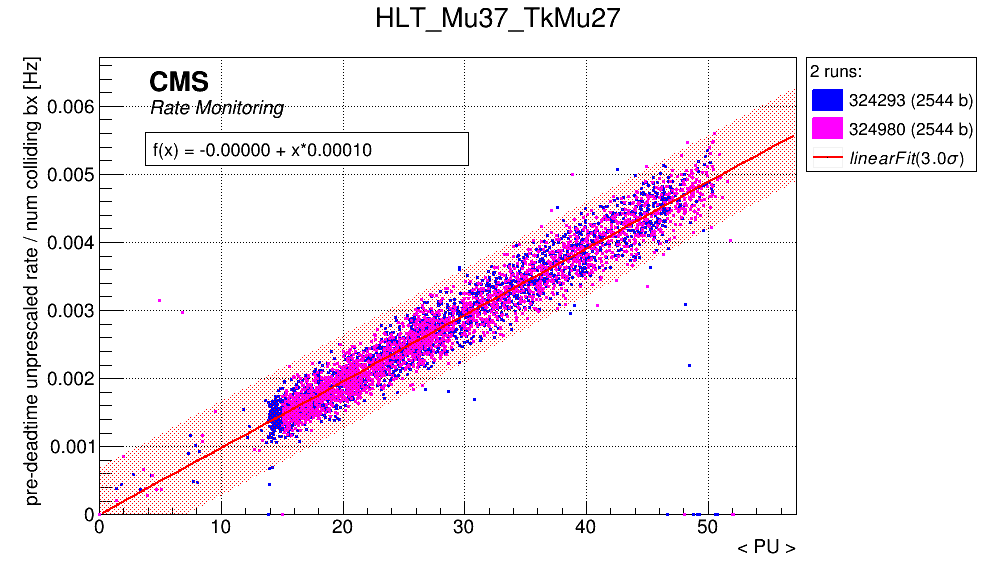 HLT_Mu37_TkMu27
pre-deadtime unprescaled rate / num colliding bx [Hz]
CMS
Rate Monitoring
f(x) = -0.00000 + x*0.00010
0.006
0.005
0.004
0.003
0.002
0.001
0
0 10 20 30 40 50
< PU >
2 runs:
324293 (2544 b)
324980 (2544 b)
linearFit(3.0σ)